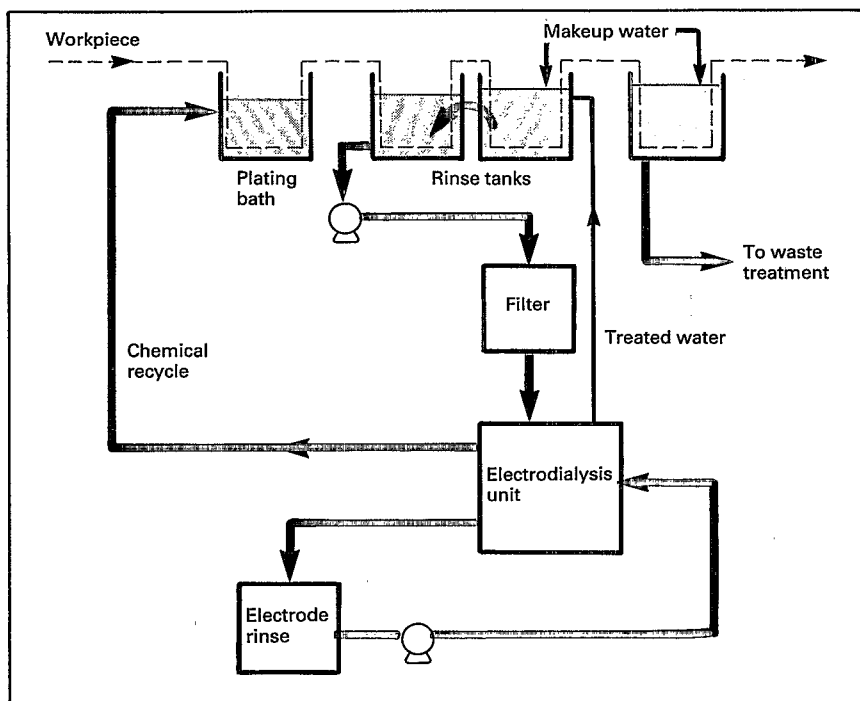 Workpiece
Makeup water
Plating
bath
Rinse tanks
To waste
treatment
Filter
Chemical
recycle
Treated water
Electrodialysis
unit
Electrode
rinse